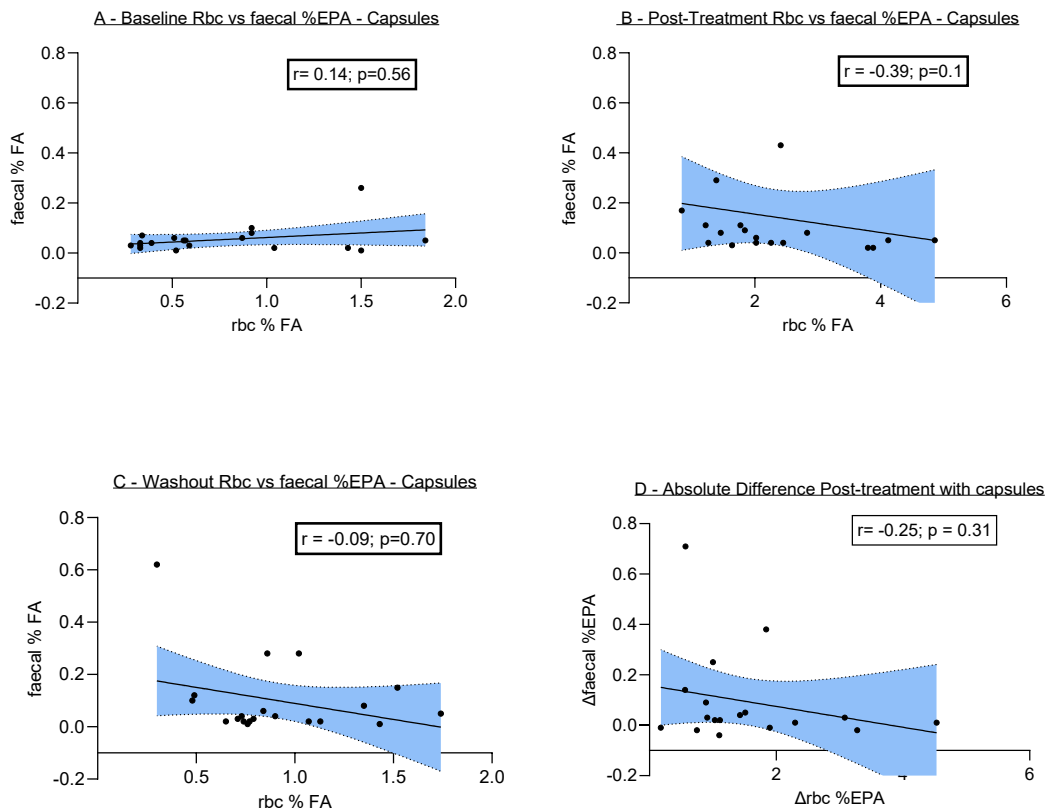 A - Baseline Rbc vs faecal %EPA - Capsules
r= 0.14; p=0.56
0.8
0.6
0.4
0.2
0.0
-0.2
faecal % FA
0.5
1.0
1.5
2.0
rbc % FA
B - Post-Treatment Rbc vs faecal %EPA - Capsules
r = -0.39; p=0.1
0.8
0.6
0.4
0.2
0.0
-0.2
faecal % FA
2
4
6
rbc % FA
C - Washout Rbc vs faecal %EPA - Capsules
r = -0.09; p=0.70
0.8
0.6
0.4
0.2
0.0
-0.2
faecal % FA
0.5
1.0
1.5
2.0
rbc % FA
D - Absolute Difference Post-treatment with capsules
r= -0.25; p = 0.31
0.8
0.6
0.4
0.2
0.0
-0.2
Δfaecal %EPA
2
4
6
Δrbc %EPA